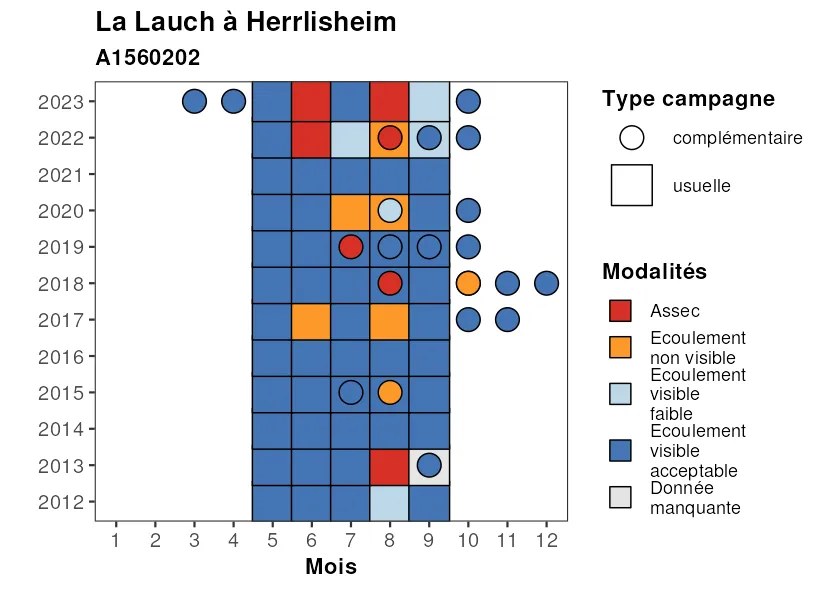 La Lauch à Herrlisheim
A1560202
2023
2022
2021
2020
2019
2018
2017
2016
2015
2014
2013
2012
1 2 3 4 5 6 7 8 9 10 11 12
Mois
Type campagne
complémentaire
usuelle
Modalités
Assec
Ecoulement
non visible
Ecoulement
visible
faible
Ecoulement
visible
acceptable
Donnée
manquante